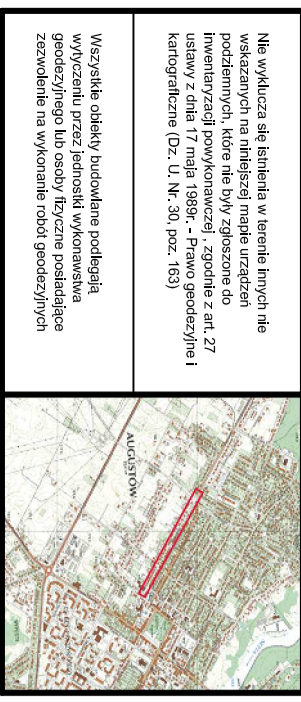 Nie wyklucza się istnienia w terenie innych nie
wskazanych na niniejszej mapie urządzeń
podziemnych, które nie były zgłoszone do
inwentaryzacji powykonawczej , zgodnie z art. 27
ustawy z dnia 17 maja 1989r. – Prawo geodezyjne i
kartograficzne (Dz. U. Nr. 30, poz. 163)
Wszystkie obiekty budowlane podlegają
wytyczeniu przez jednostki wykonawstwa
geodezyjnego lub osoby fizyczne posiadające
zezwolenie na wykonanie robót geodezyjnych
AUGUSTÓW